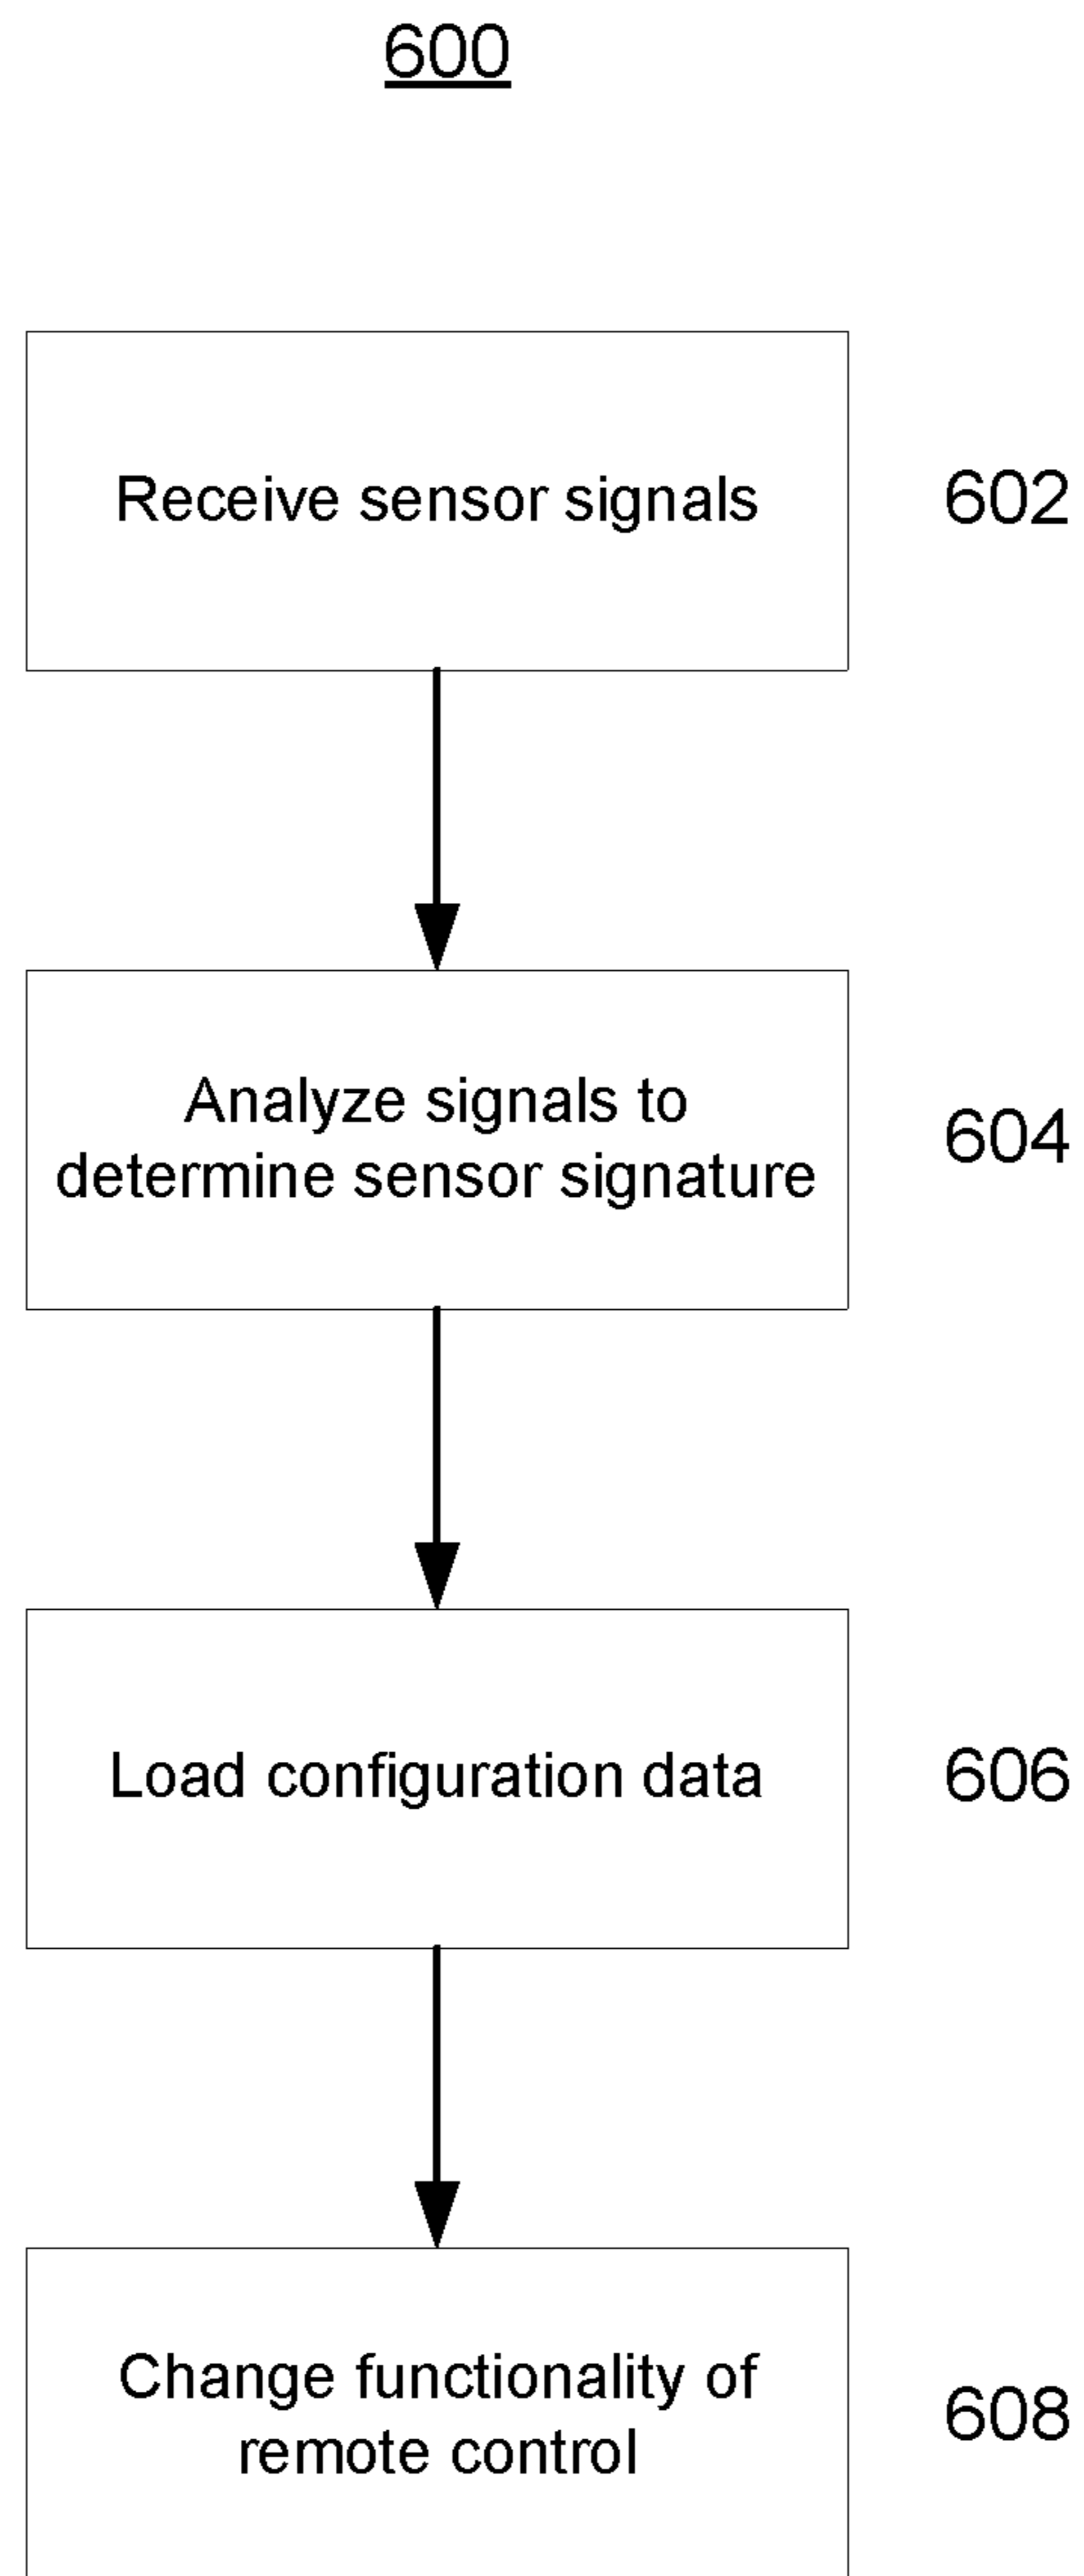 600
Receive sensor signals
602
Analyze signals to
determine sensor signature
604
Load configuration data
606
Change functionality of
remote control
608